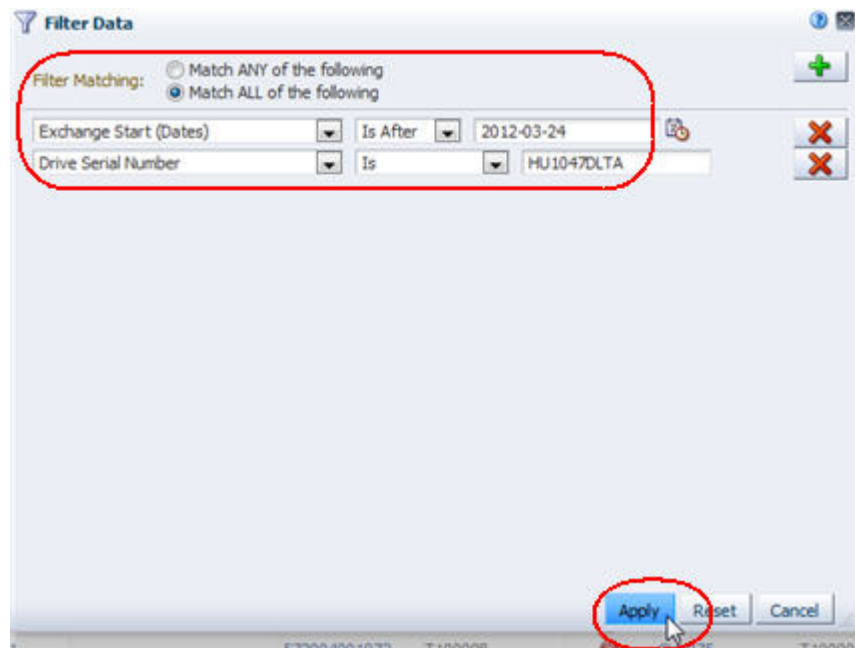 Filter Data
Filter Matching:
Match ANY of the following
Match ALL of the following
Exchange Start (Dates) Is After 2012-03-24
Drive Serial Number Is HU1047DLTA
Apply Reset Cancel